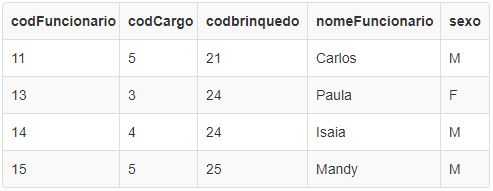 codFuncionario codCargo codbrinquedo nomeFuncionario sexo
11 5 21 Carlos M
13 3 24 Paula F
14 4 24 Isaia M
15 5 25 Mandy M